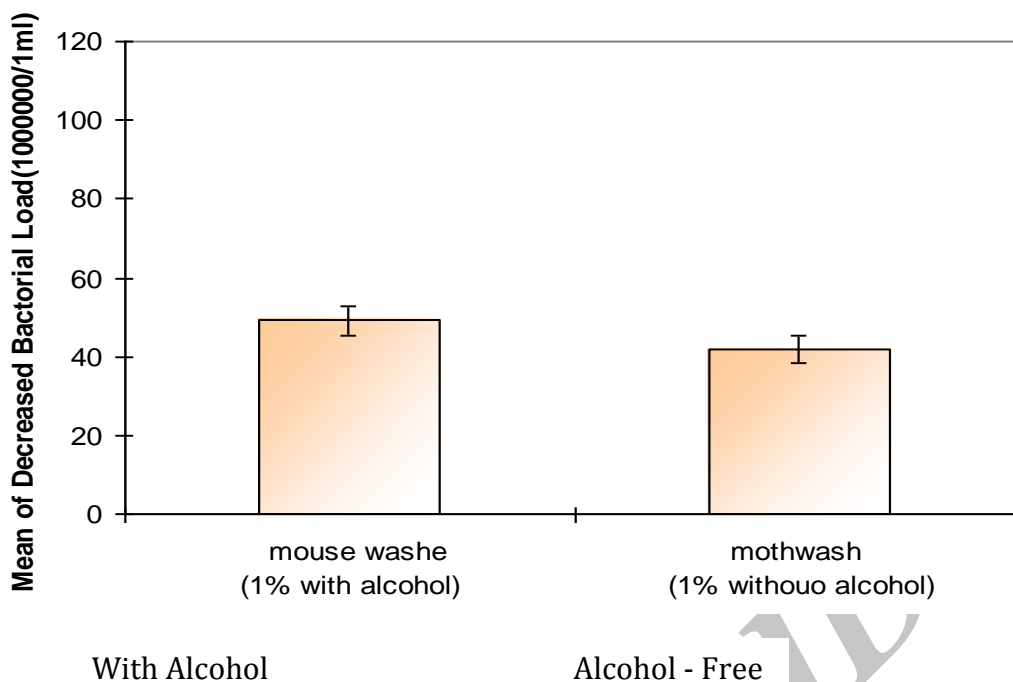 Mean of Decreased Bactorial Load(1000000/1ml)
120
100
80
60
40
20
0
mouse washe
(1% with alcohol)
mothwash
(1% withouo alcohol)
With Alcohol
Alcohol - Free